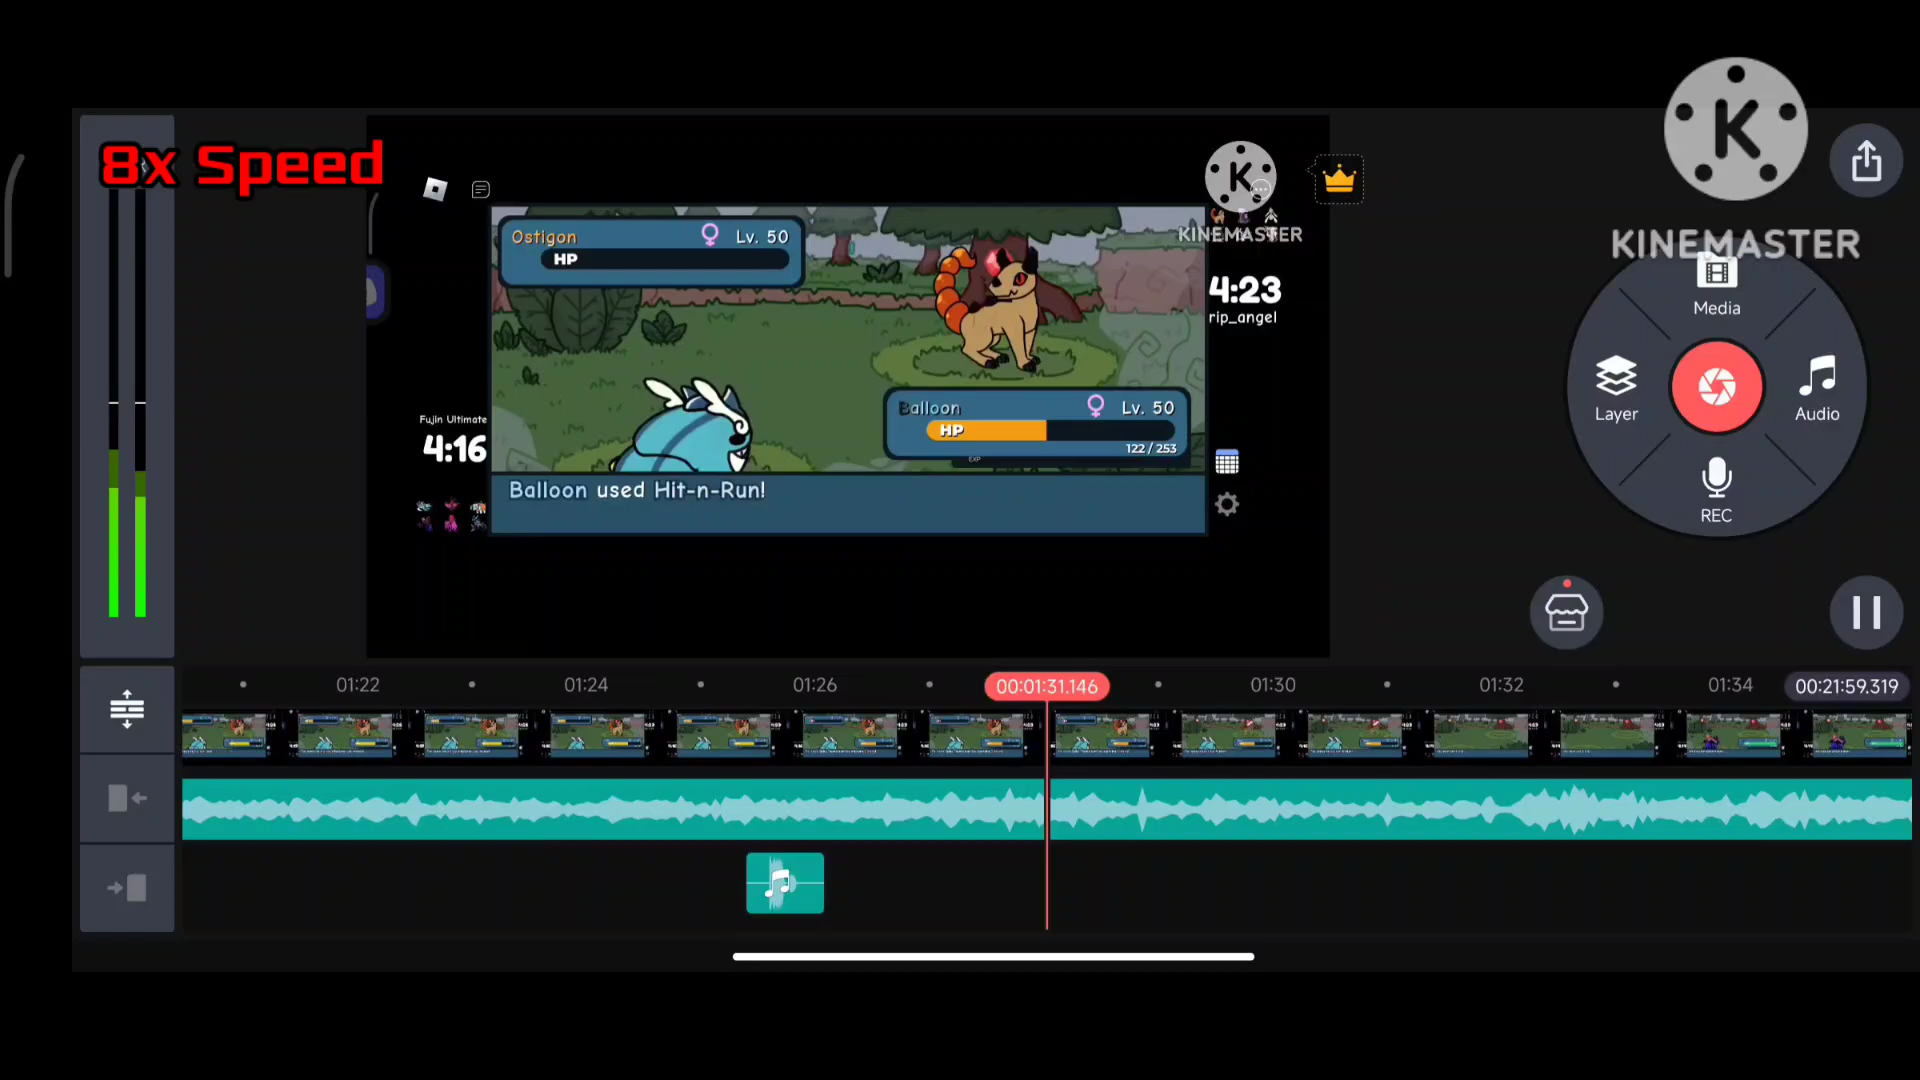 8x Speed
KINEMASTER
KINEMASTER
Ostigon Lv. 50
HP
4:23
rip_angel
Fujin Ultimate
4:16
Balloon Lv. 50
HP
122 / 253
EXP
Balloon used Hit-n-Run!
Media
Layer
Audio
REC
01:22
01:24
01:26
00:01:31.146
01:30
01:32
01:34
00:21:59.319